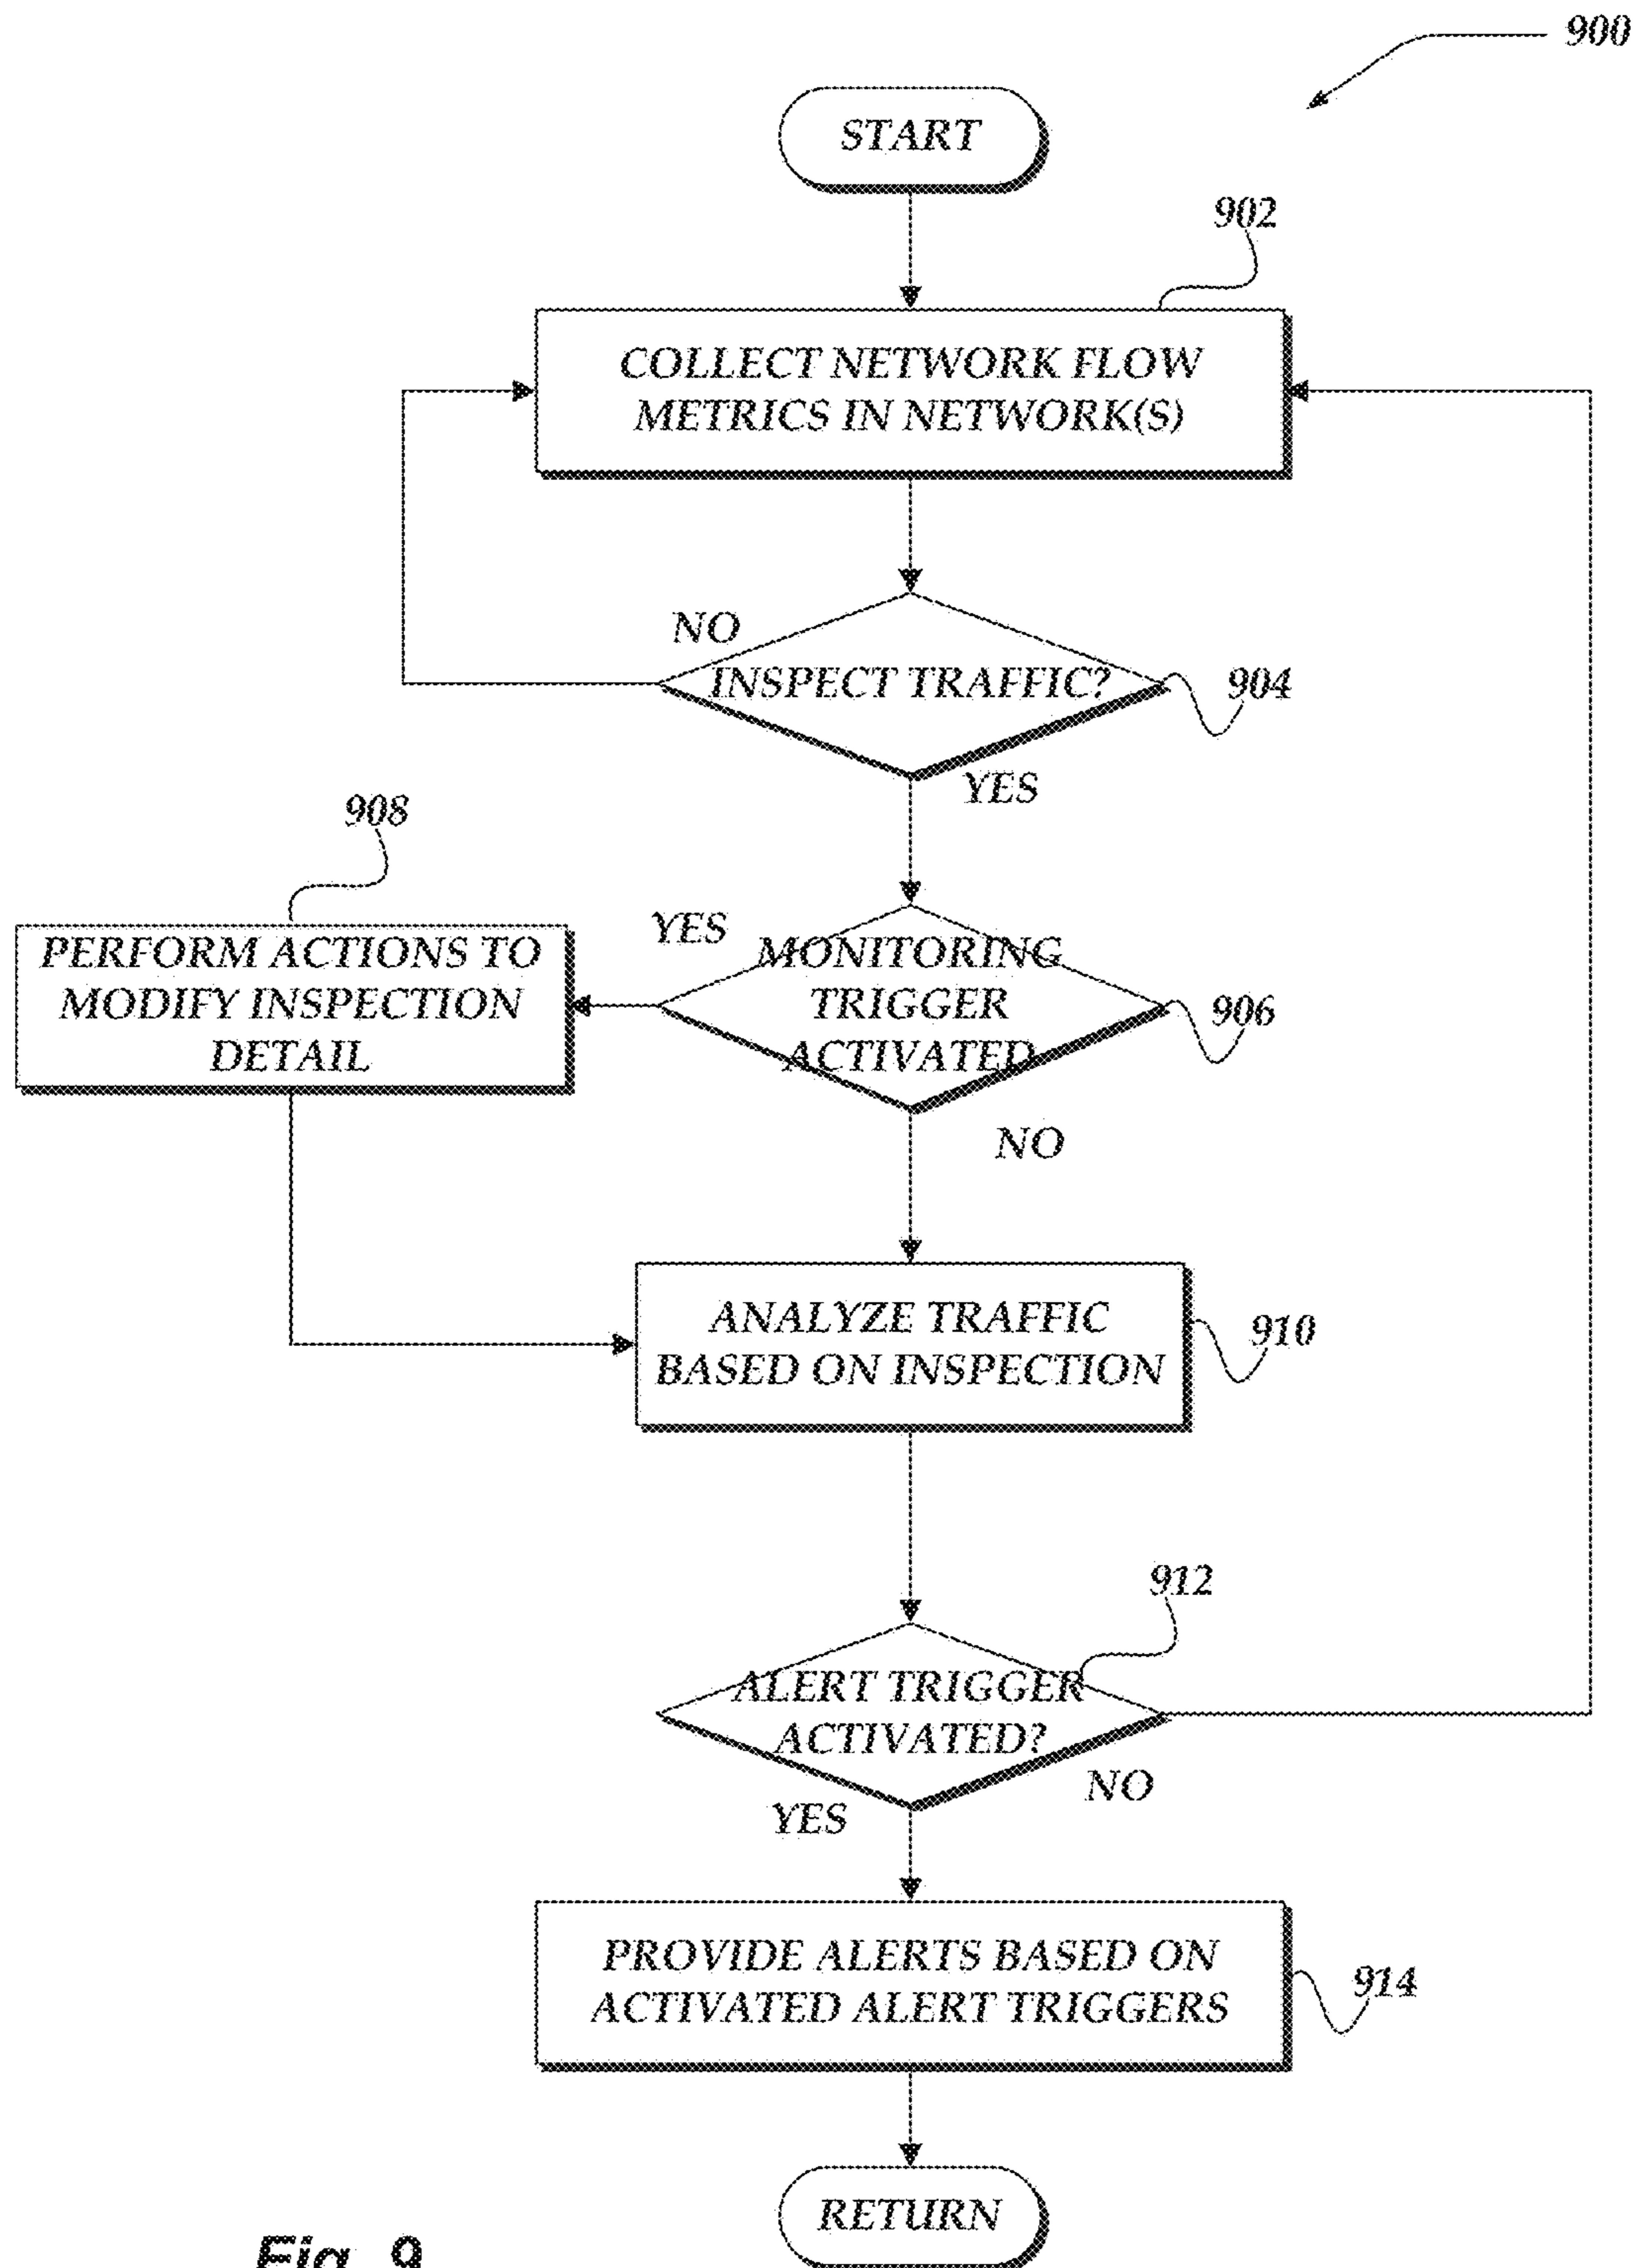 900
START
902
COLLECT NETWORK FLOW
METRICS IN NETWORK(S)
NO
INSPECT TRAFFIC?
904
YES
908
PERFORM ACTIONS TO
MODIFY INSPECTION
DETAIL
YES
MONITORING
TRIGGER
ACTIVATED
906
NO
ANALYZE TRAFFIC
BASED ON INSPECTION
910
912
ALERT TRIGGER
ACTIVATED?
NO
YES
PROVIDE ALERTS BASED ON
ACTIVATED ALERT TRIGGERS
914
RETURN
Fig. 9